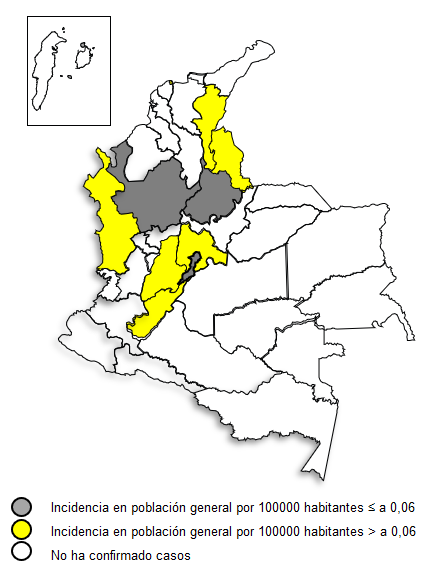 Incidencia en población general por 100000 habitantes ≤ a 0,06
Incidencia en población general por 100000 habitantes > a 0,06
No ha confirmado casos